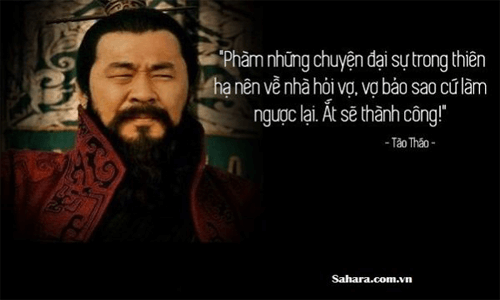 "Phàm những chuyện đại sự trong thiên
hạ nên về nhà hỏi vợ, vợ bảo sao cứ làm
ngược lại. Ắt sẽ thành công!"
- Tào Tháo -
Sahara.com.vn